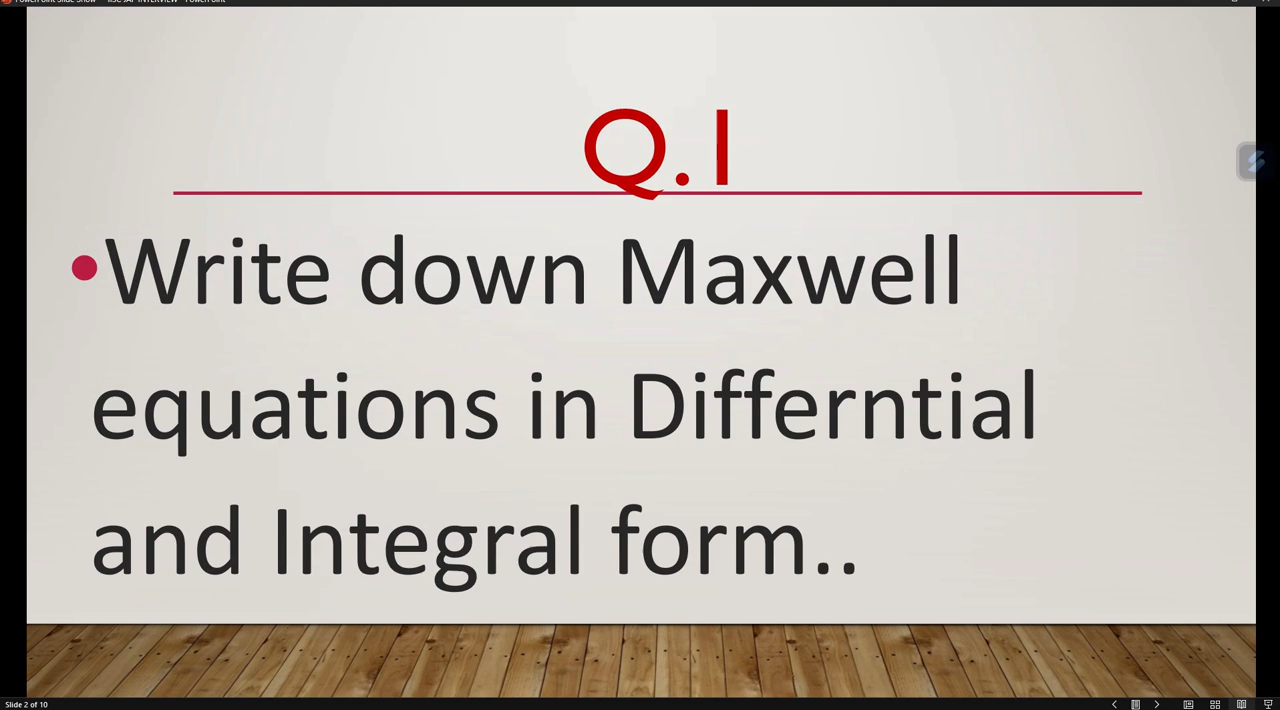 Q.1
•Write down Maxwell
equations in Differntial
and Integral form..
Slide 2 of 10